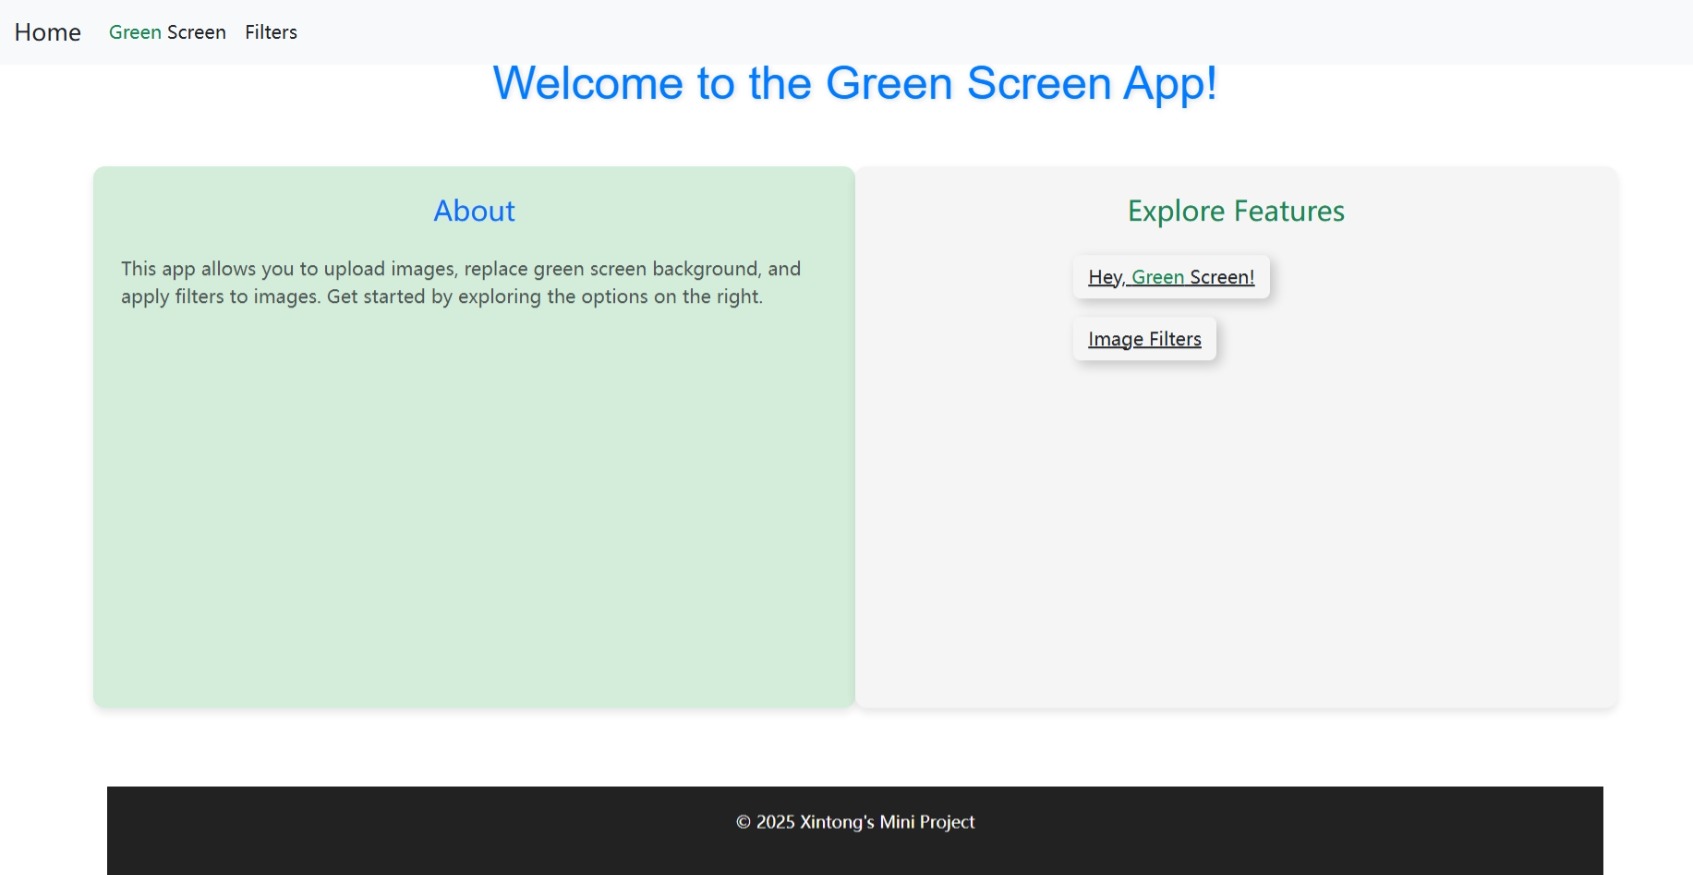 Home Green Screen Filters
Welcome to the Green Screen App!
About
This app allows you to upload images, replace green screen background, and
apply filters to images. Get started by exploring the options on the right.
Explore Features
Hey, Green Screen!
Image Filters
© 2025 Xintong's Mini Project